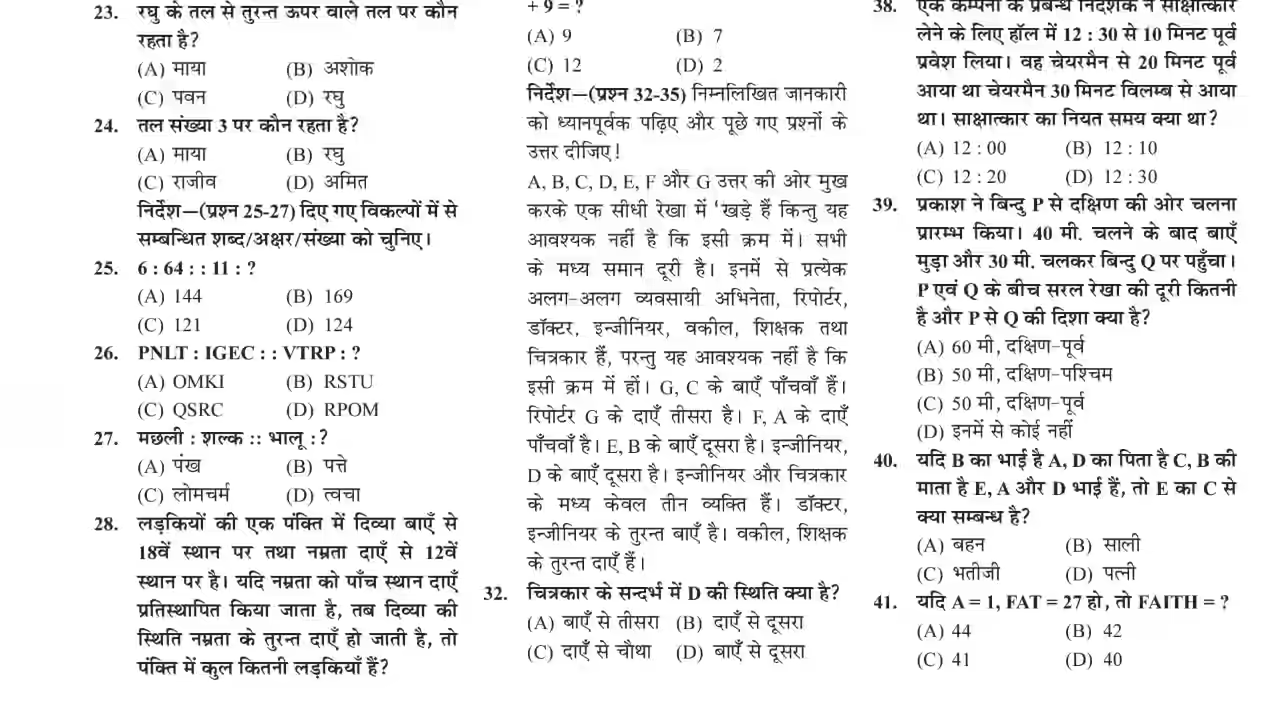 23. रघु के तल से तुरन्त ऊपर वाले तल पर कौन
रहता है?
(A) माया (B) अशोक
(C) पवन (D) रघु
24. तल संख्या 3 पर कौन रहता है?
(A) माया (B) रघु
(C) राजीव (D) अमित
निर्देश—(प्रश्न 25-27) दिए गए विकल्पों में से
सम्बन्धित शब्द/अक्षर/संख्या को चुनिए।
25. 6 : 64 : : 11 : ?
(A) 144 (B) 169
(C) 121 (D) 124
26. PNLT : IGEC : : VTRP : ?
(A) OMKI (B) RSTU
(C) QSRC (D) RPOM
27. मछली : शल्क :: भालू : ?
(A) पंख (B) पत्ते
(C) लोमचर्म (D) त्वचा
28. लड़कियों की एक पंक्ति में दिव्या बाएँ से
18वें स्थान पर तथा नम्रता दाएँ से 12वें
स्थान पर है। यदि नम्रता को पाँच स्थान दाएँ
प्रतिस्थापित किया जाता है, तब दिव्या की
स्थिति नम्रता के तुरन्त दाएँ हो जाती है, तो
पंक्ति में कुल कितनी लड़कियाँ हैं?
+ 9 = ?
(A) 9 (B) 7
(C) 12 (D) 2
निर्देश—(प्रश्न 32-35) निम्नलिखित जानकारी
को ध्यानपूर्वक पढ़िए और पूछे गए प्रश्नों के
उत्तर दीजिए!
A, B, C, D, E, F और G उत्तर की ओर मुख
करके एक सीधी रेखा में ‘खड़े हैं किन्तु यह
आवश्यक नहीं है कि इसी क्रम में। सभी
के मध्य समान दूरी है। इनमें से प्रत्येक
अलग-अलग व्यवसायी अभिनेता, रिपोर्टर,
डॉक्टर, इन्जीनियर, वकील, शिक्षक तथा
चित्रकार हैं, परन्तु यह आवश्यक नहीं है कि
इसी क्रम में हों। G, C के बाएँ पाँचवाँ हैं।
रिपोर्टर G के दाएँ तीसरा है। F, A के दाएँ
पाँचवाँ है। E, B के बाएँ दूसरा है। इन्जीनियर,
D के बाएँ दूसरा है। इन्जीनियर और चित्रकार
के मध्य केवल तीन व्यक्ति हैं। डॉक्टर,
इन्जीनियर के तुरन्त बाएँ है। वकील, शिक्षक
के तुरन्त दाएँ हैं।
32. चित्रकार के सन्दर्भ में D की स्थिति क्या है?
(A) बाएँ से तीसरा (B) दाएँ से दूसरा
(C) दाएँ से चौथा (D) बाएँ से दूसरा
38. एक कम्पनी के प्रबन्ध निदेशक ने साक्षात्कार
लेने के लिए हॉल में 12 : 30 से 10 मिनट पूर्व
प्रवेश लिया। वह चेयरमैन से 20 मिनट पूर्व
आया था चेयरमैन 30 मिनट विलम्ब से आया
था। साक्षात्कार का नियत समय क्या था?
(A) 12 : 00 (B) 12 : 10
(C) 12 : 20 (D) 12 : 30
39. प्रकाश ने बिन्दु P से दक्षिण की ओर चलना
प्रारम्भ किया। 40 मी. चलने के बाद बाएँ
मुड़ा और 30 मी. चलकर बिन्दु Q पर पहुँचा।
P एवं Q के बीच सरल रेखा की दूरी कितनी
है और P से Q की दिशा क्या है?
(A) 60 मी, दक्षिण-पूर्व
(B) 50 मी, दक्षिण-पश्चिम
(C) 50 मी, दक्षिण-पूर्व
(D) इनमें से कोई नहीं
40. यदि B का भाई है A, D का पिता है C, B की
माता है E, A और D भाई हैं, तो E का C से
क्या सम्बन्ध है?
(A) बहन (B) साली
(C) भतीजी (D) पत्नी
41. यदि A = 1, FAT = 27 हो, तो FAITH = ?
(A) 44 (B) 42
(C) 41 (D) 40